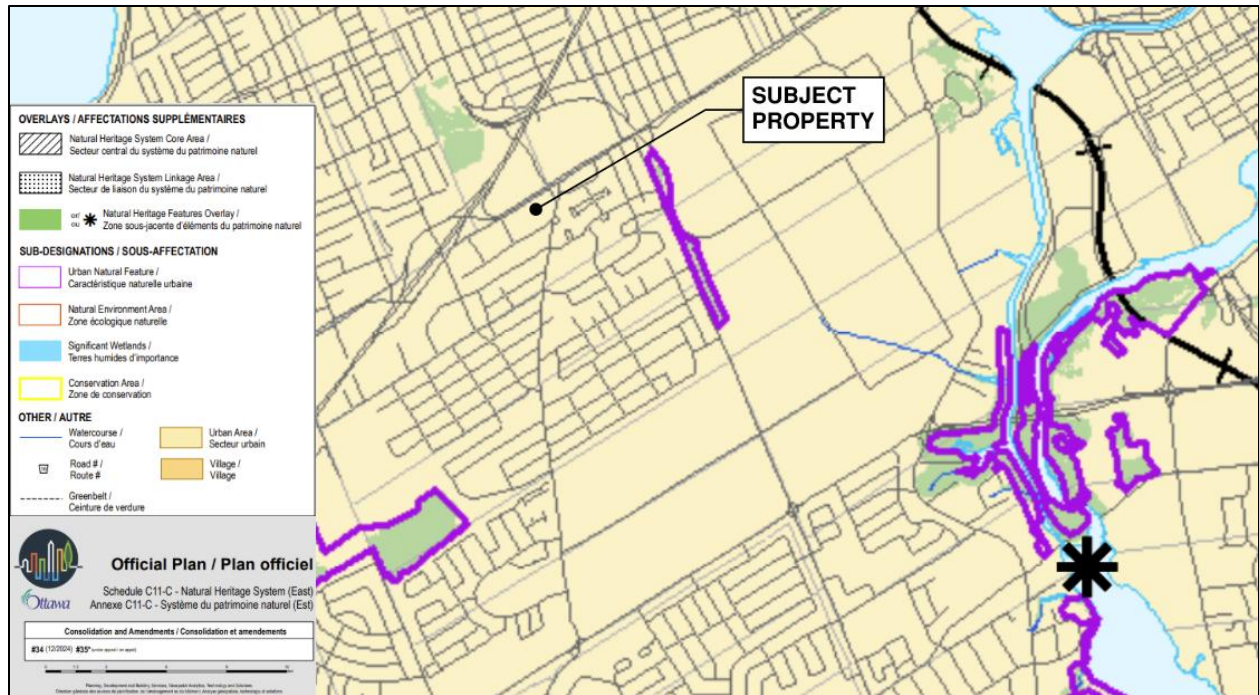 SUBJECT
PROPERTY
OVERLAYS / AFFECTATIONS SUPPLÉMENTAIRES
Natural Heritage System Core Area /
Secteur central du système du patrimoine naturel
Natural Heritage System Linkage Area /
Secteur de liaison du système du patrimoine naturel
or/
ou
Natural Heritage Features Overlay /
Zone sous-jacente d'éléments du patrimoine naturel
SUB-DESIGNATIONS / SOUS-AFFECTATION
Urban Natural Feature /
Caractéristique naturelle urbaine
Natural Environment Area /
Zone écologique naturelle
Significant Wetlands /
Terres humides d'importance
Conservation Area /
Zone de conservation
OTHER / AUTRE
Watercourse /
Cours d'eau
Urban Area /
Secteur urbain
Road # /
Route #
Village /
Village
Greenbelt /
Ceinture de verdure
Ottawa
Official Plan / Plan officiel
Schedule C11-C - Natural Heritage System (East)
Annexe C11-C - Système du patrimoine naturel (Est)
Consolidation and Amendments / Consolidation et amendements
#34 (12/2024) #35*